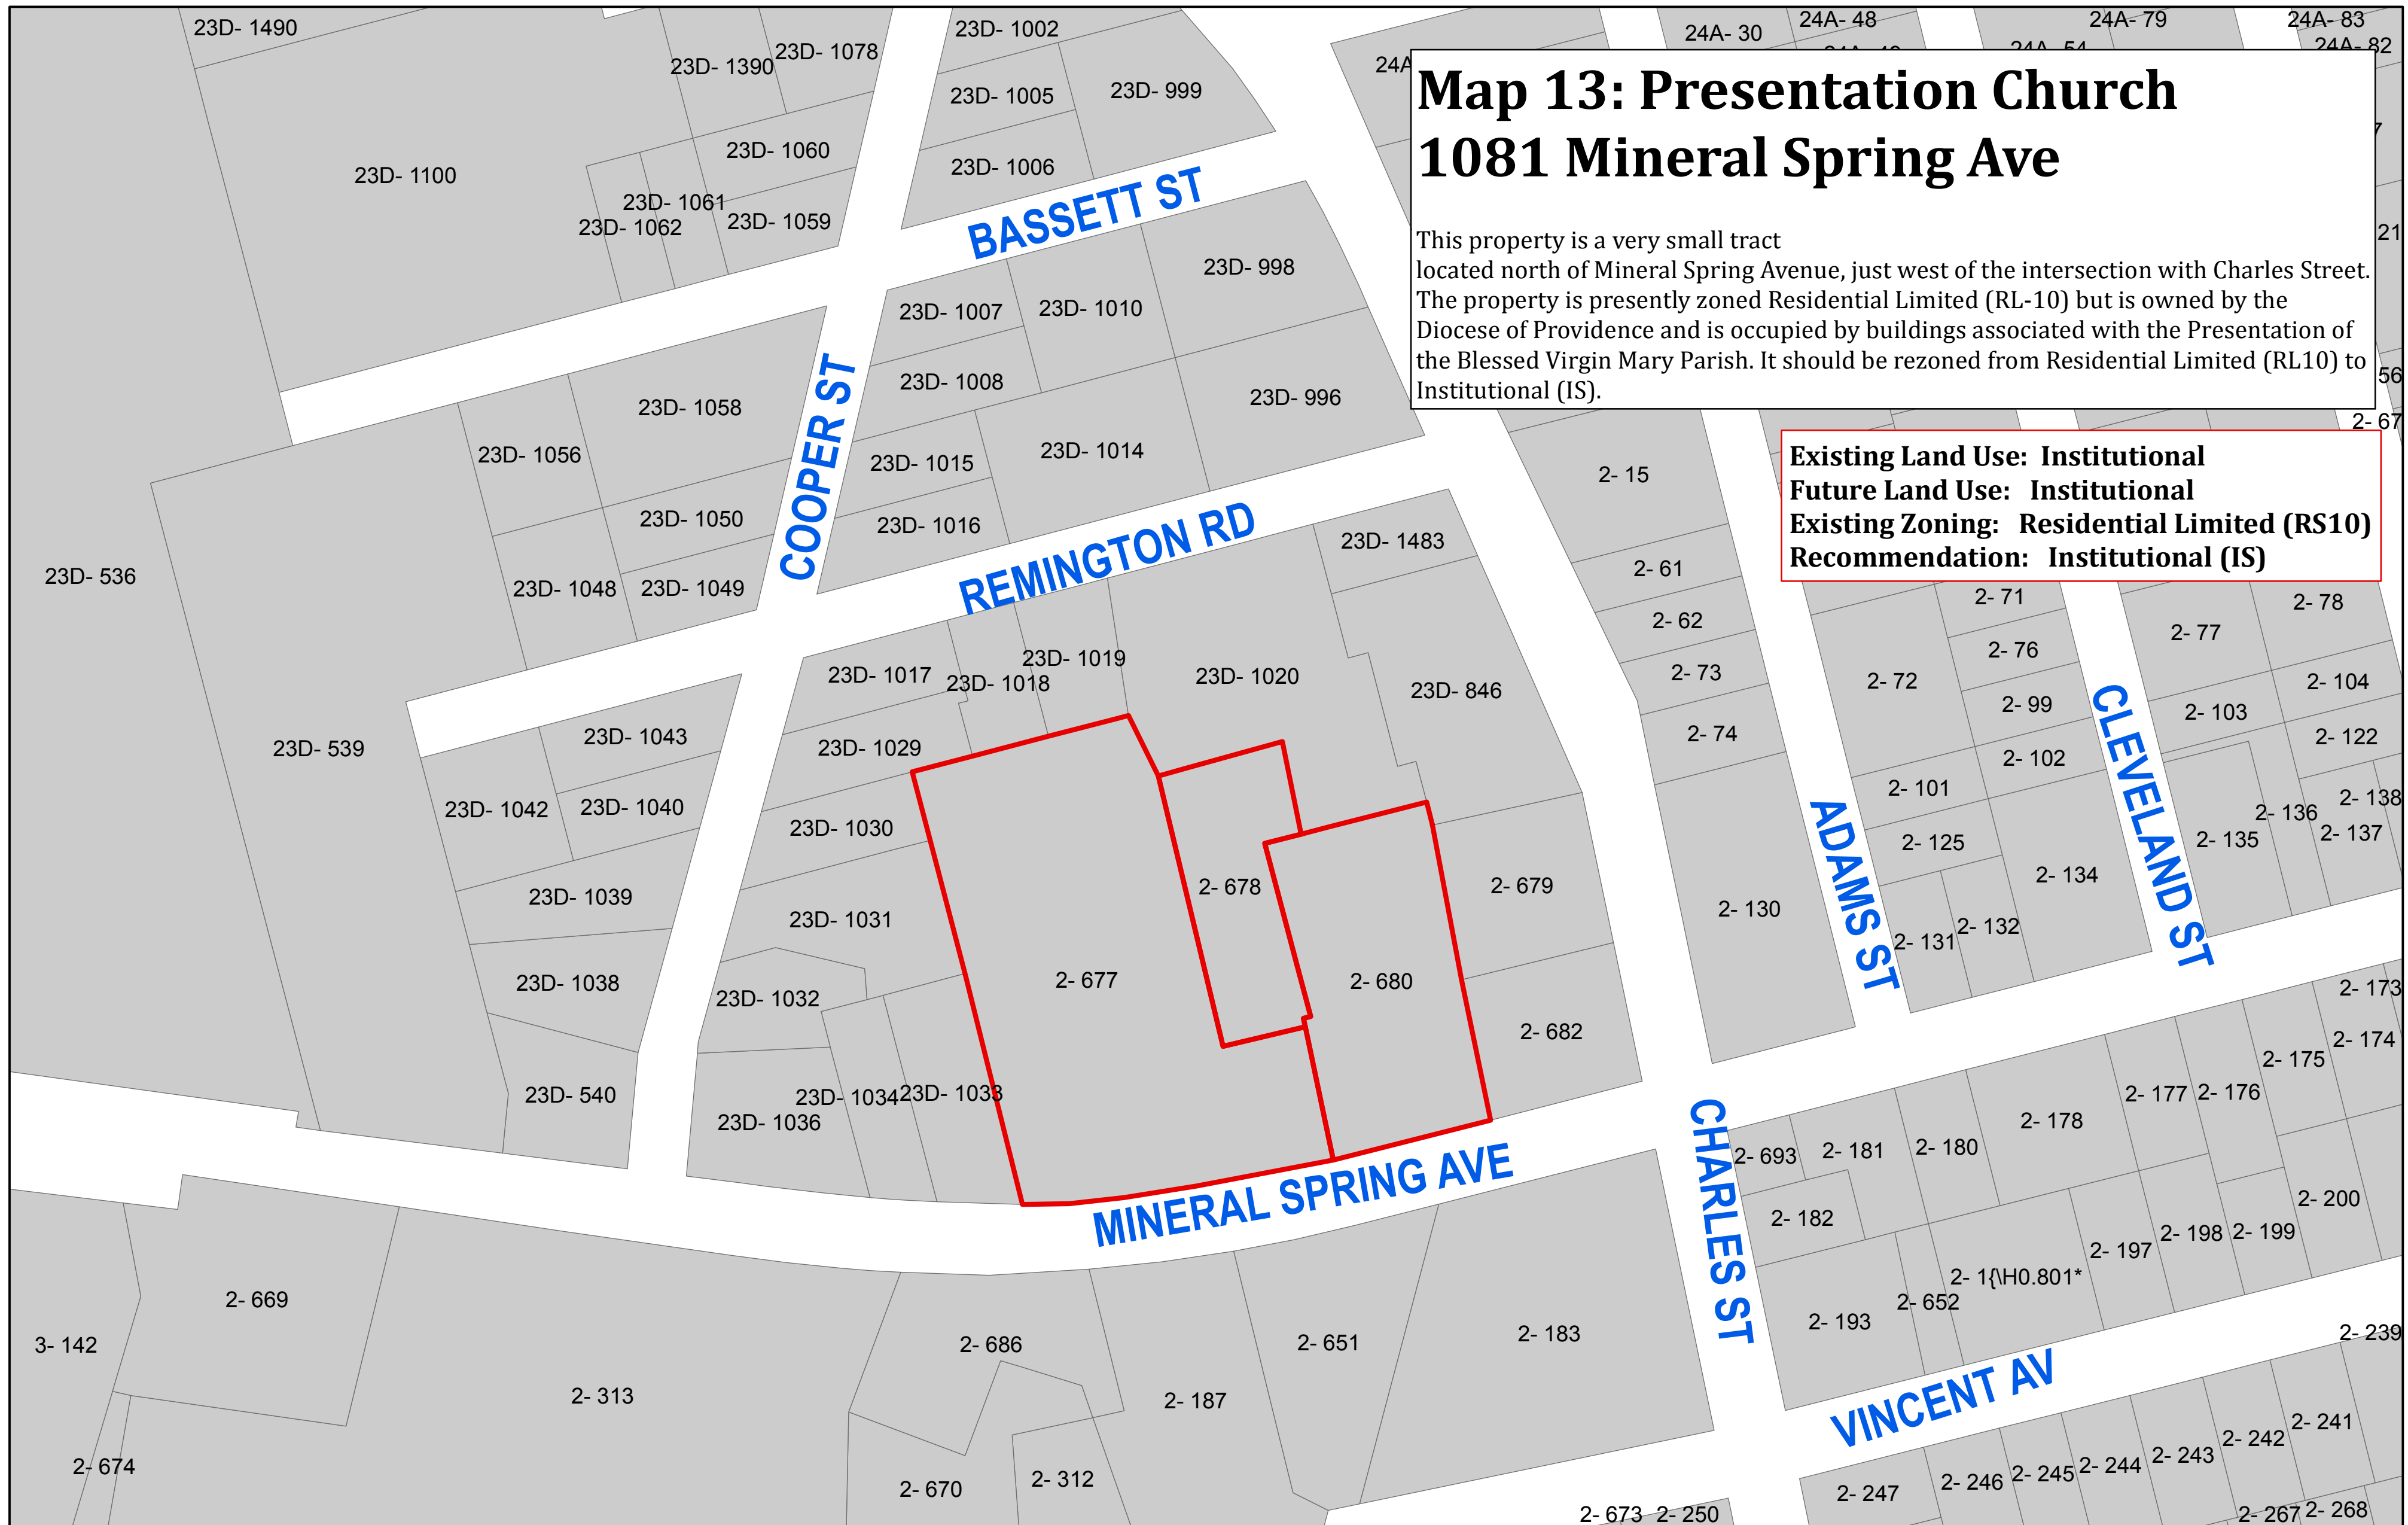 Map 13: Presentation Church
1081 Mineral Spring Ave
This property is a very small tract
located north of Mineral Spring Avenue, just west of the intersection with Charles Street.
The property is presently zoned Residential Limited (RL-10) but is owned by the
Diocese of Providence and is occupied by buildings associated with the Presentation of
the Blessed Virgin Mary Parish. It should be rezoned from Residential Limited (RL10) to
Institutional (IS).
Existing Land Use: Institutional
Future Land Use: Institutional
Existing Zoning: Residential Limited (RS10)
Recommendation: Institutional (IS)
23D- 1490
23D- 1390
23D- 1078
23D- 1002
24A- 30
24A- 48
24A- 79
24A- 83
24A- 82
24A- 54
23D- 1005
23D- 999
23D- 1100
23D- 1060
23D- 1006
23D- 1061
23D- 1062
23D- 1059
BASSETT ST
23D- 998
23D- 1007
23D- 1010
COOPER ST
23D- 1008
23D- 996
23D- 1058
23D- 1056
23D- 1015
23D- 1014
2- 67
2- 15
23D- 1050
23D- 1016
REMINGTON RD
23D- 1483
23D- 536
23D- 1048
23D- 1049
2- 61
2- 62
2- 71
2- 78
2- 77
2- 76
2- 73
2- 72
2- 104
2- 99
2- 103
2- 74
2- 122
2- 102
2- 101
23D- 1017
23D- 1018
23D- 1019
23D- 1020
23D- 846
23D- 539
23D- 1043
23D- 1029
23D- 1042
23D- 1040
23D- 1030
CLEVELAND ST
ADAMS ST
2- 138
2- 136
2- 137
2- 135
2- 125
2- 134
2- 130
2- 132
2- 131
23D- 1039
23D- 1031
2- 678
2- 679
2- 677
2- 680
23D- 1038
23D- 1032
2- 682
23D- 540
23D- 1034
23D- 1033
23D- 1036
MINERAL SPRING AVE
CHARLES ST
2- 173
2- 174
2- 175
2- 176
2- 177
2- 178
2- 180
2- 181
2- 693
2- 182
2- 200
2- 199
2- 198
2- 197
2- 1{\H0.801*
2- 652
2- 193
3- 142
2- 669
2- 313
2- 686
2- 651
2- 183
2- 187
2- 239
VINCENT AV
2- 674
2- 670
2- 312
2- 241
2- 242
2- 243
2- 244
2- 245
2- 246
2- 247
2- 673
2- 250
2- 267
2- 268